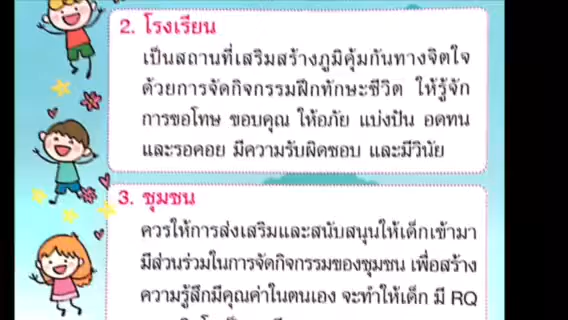 2. โรงเรียน
เป็นสถานที่เสริมสร้างภูมิคุ้มกันทางจิตใจ
ด้วยการจัดกิจกรรมฝึกทักษะชีวิต ให้รู้จัก
การขอโทษ ขอบคุณ ให้อภัย แบ่งปัน อดทน
และรอคอย มีความรับผิดชอบ และมีวินัย
3. ชุมชน
ควรให้การส่งเสริมและสนับสนุนให้เด็กเข้ามา
มีส่วนร่วมในการจัดกิจกรรมของชุมชน เพื่อสร้าง
ความรู้สึกมีคุณค่าในตนเอง จะทำให้เด็ก มี RQ